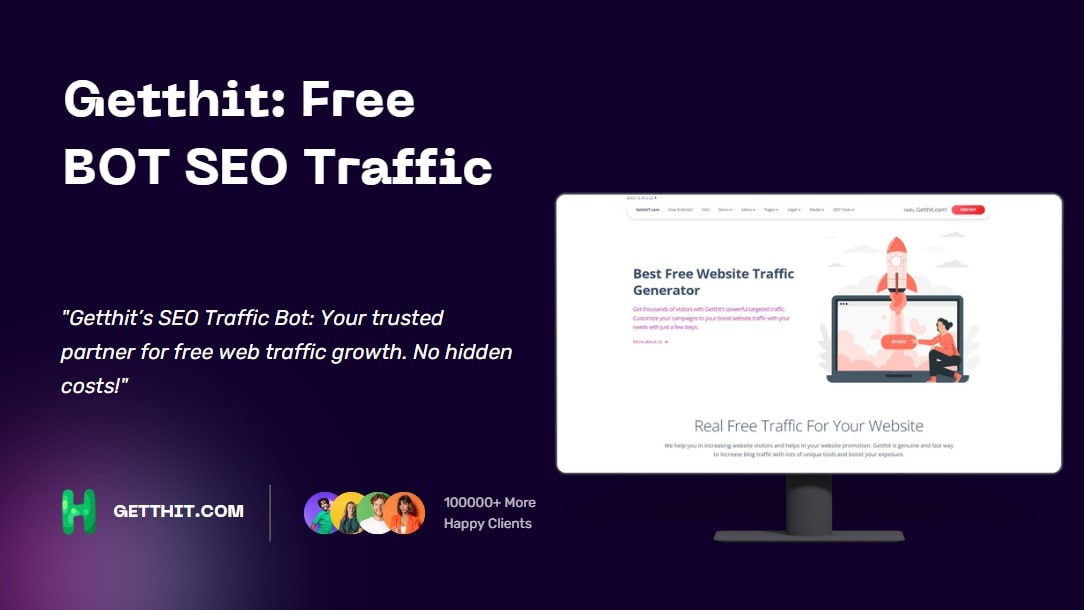 Getthit: Free
BOT SEO Traffic
"Getthit's SEO Traffic Bot: Your trusted
partner for free web traffic growth. No hidden
costs!"
GETTHIT.COM
100000+ More
Happy Clients
GetHIT.com How It Works? FAQ Demo Menu Pages Legal Media SEO Tools Hello, Getthit.com!
Best Free Website Traffic
Generator
Get thousands of visitors with Getthit's powerful targeted traffic.
Customize your campaigns to your boost website traffic with your
needs with just a few steps.
More about us
START
Real Free Traffic For Your Website
We help you in increasing website visitors and helps in your website promotion. Getthit is genuine and fast way
to increase blog traffic with lots of unique tools and boost your exposure.